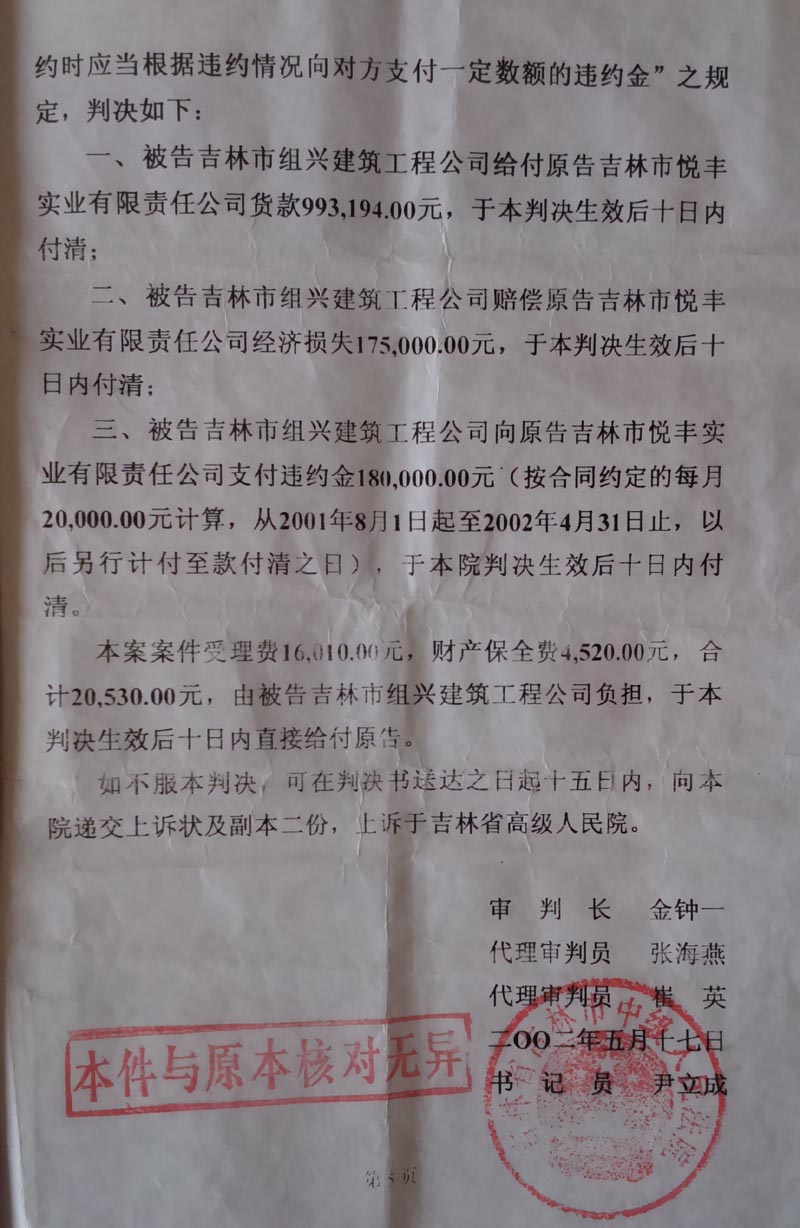 约时应当根据违约情况向对方支付一定数额的违约金”之规
定，判决如下：
一、被告吉林市组兴建筑工程公司给付原告吉林市悦丰
实业有限责任公司货款993,194.00元，于本判决生效后十日内
付清；
二、被告吉林市组兴建筑工程公司赔偿原告吉林市悦丰
实业有限责任公司经济损失175,000.00元，于本判决生效后十
日内付清；
三、被告吉林市组兴建筑工程公司向原告吉林市悦丰实
业有限责任公司支付违约金180,000.00元（按合同约定的每月
20,000.00元计算，从2001年8月1日起至2002年4月31日止，以
后另行计付至款付清之日），于本院判决生效后十日内付
清。
本案案件受理费16,010.00元，财产保全费4,520.00元，合
计20,530.00元，由被告吉林市组兴建筑工程公司负担，于本
判决生效后十日内直接给付原告。
如不服本判决，可在判决书送达之日起十五日内，向本
院递交上诉状及副本二份，上诉于吉林省高级人民院。
审 判 长 金钟一
代理审判员 张海燕
代理审判员 崔 英
二OO二年五月十七日
书 记 员 尹立成
本件与原本核对无异
第5页